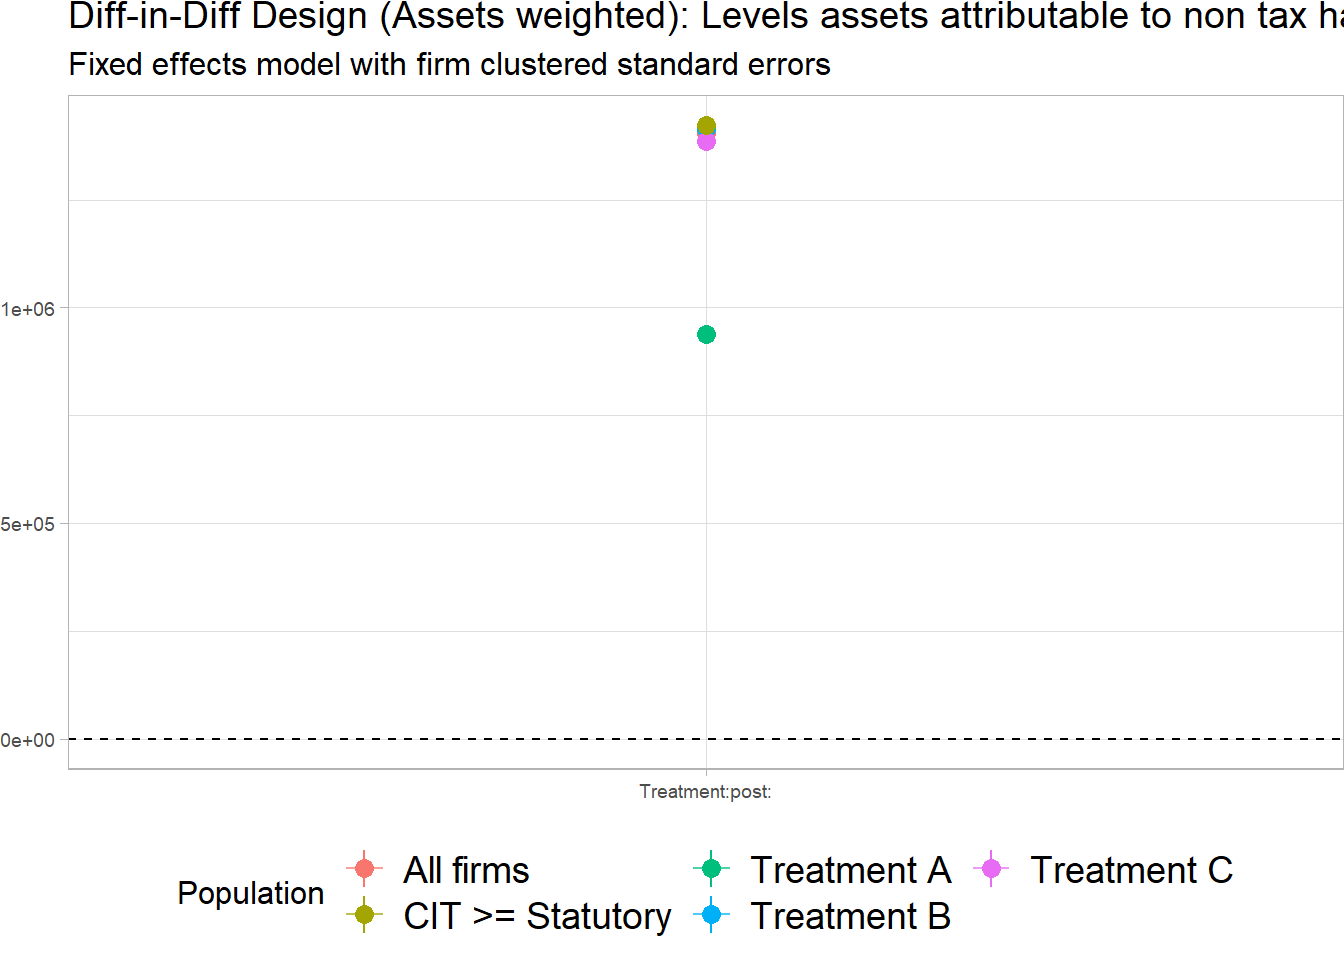 Diff-in-Diff Design (Assets weighted): Levels assets attributable to non tax ha
Fixed effects model with firm clustered standard errors
1e+06
5e+05
0e+00
Treatment:post:
Population
All firms
Treatment A
Treatment C
CIT >= Statutory
Treatment B